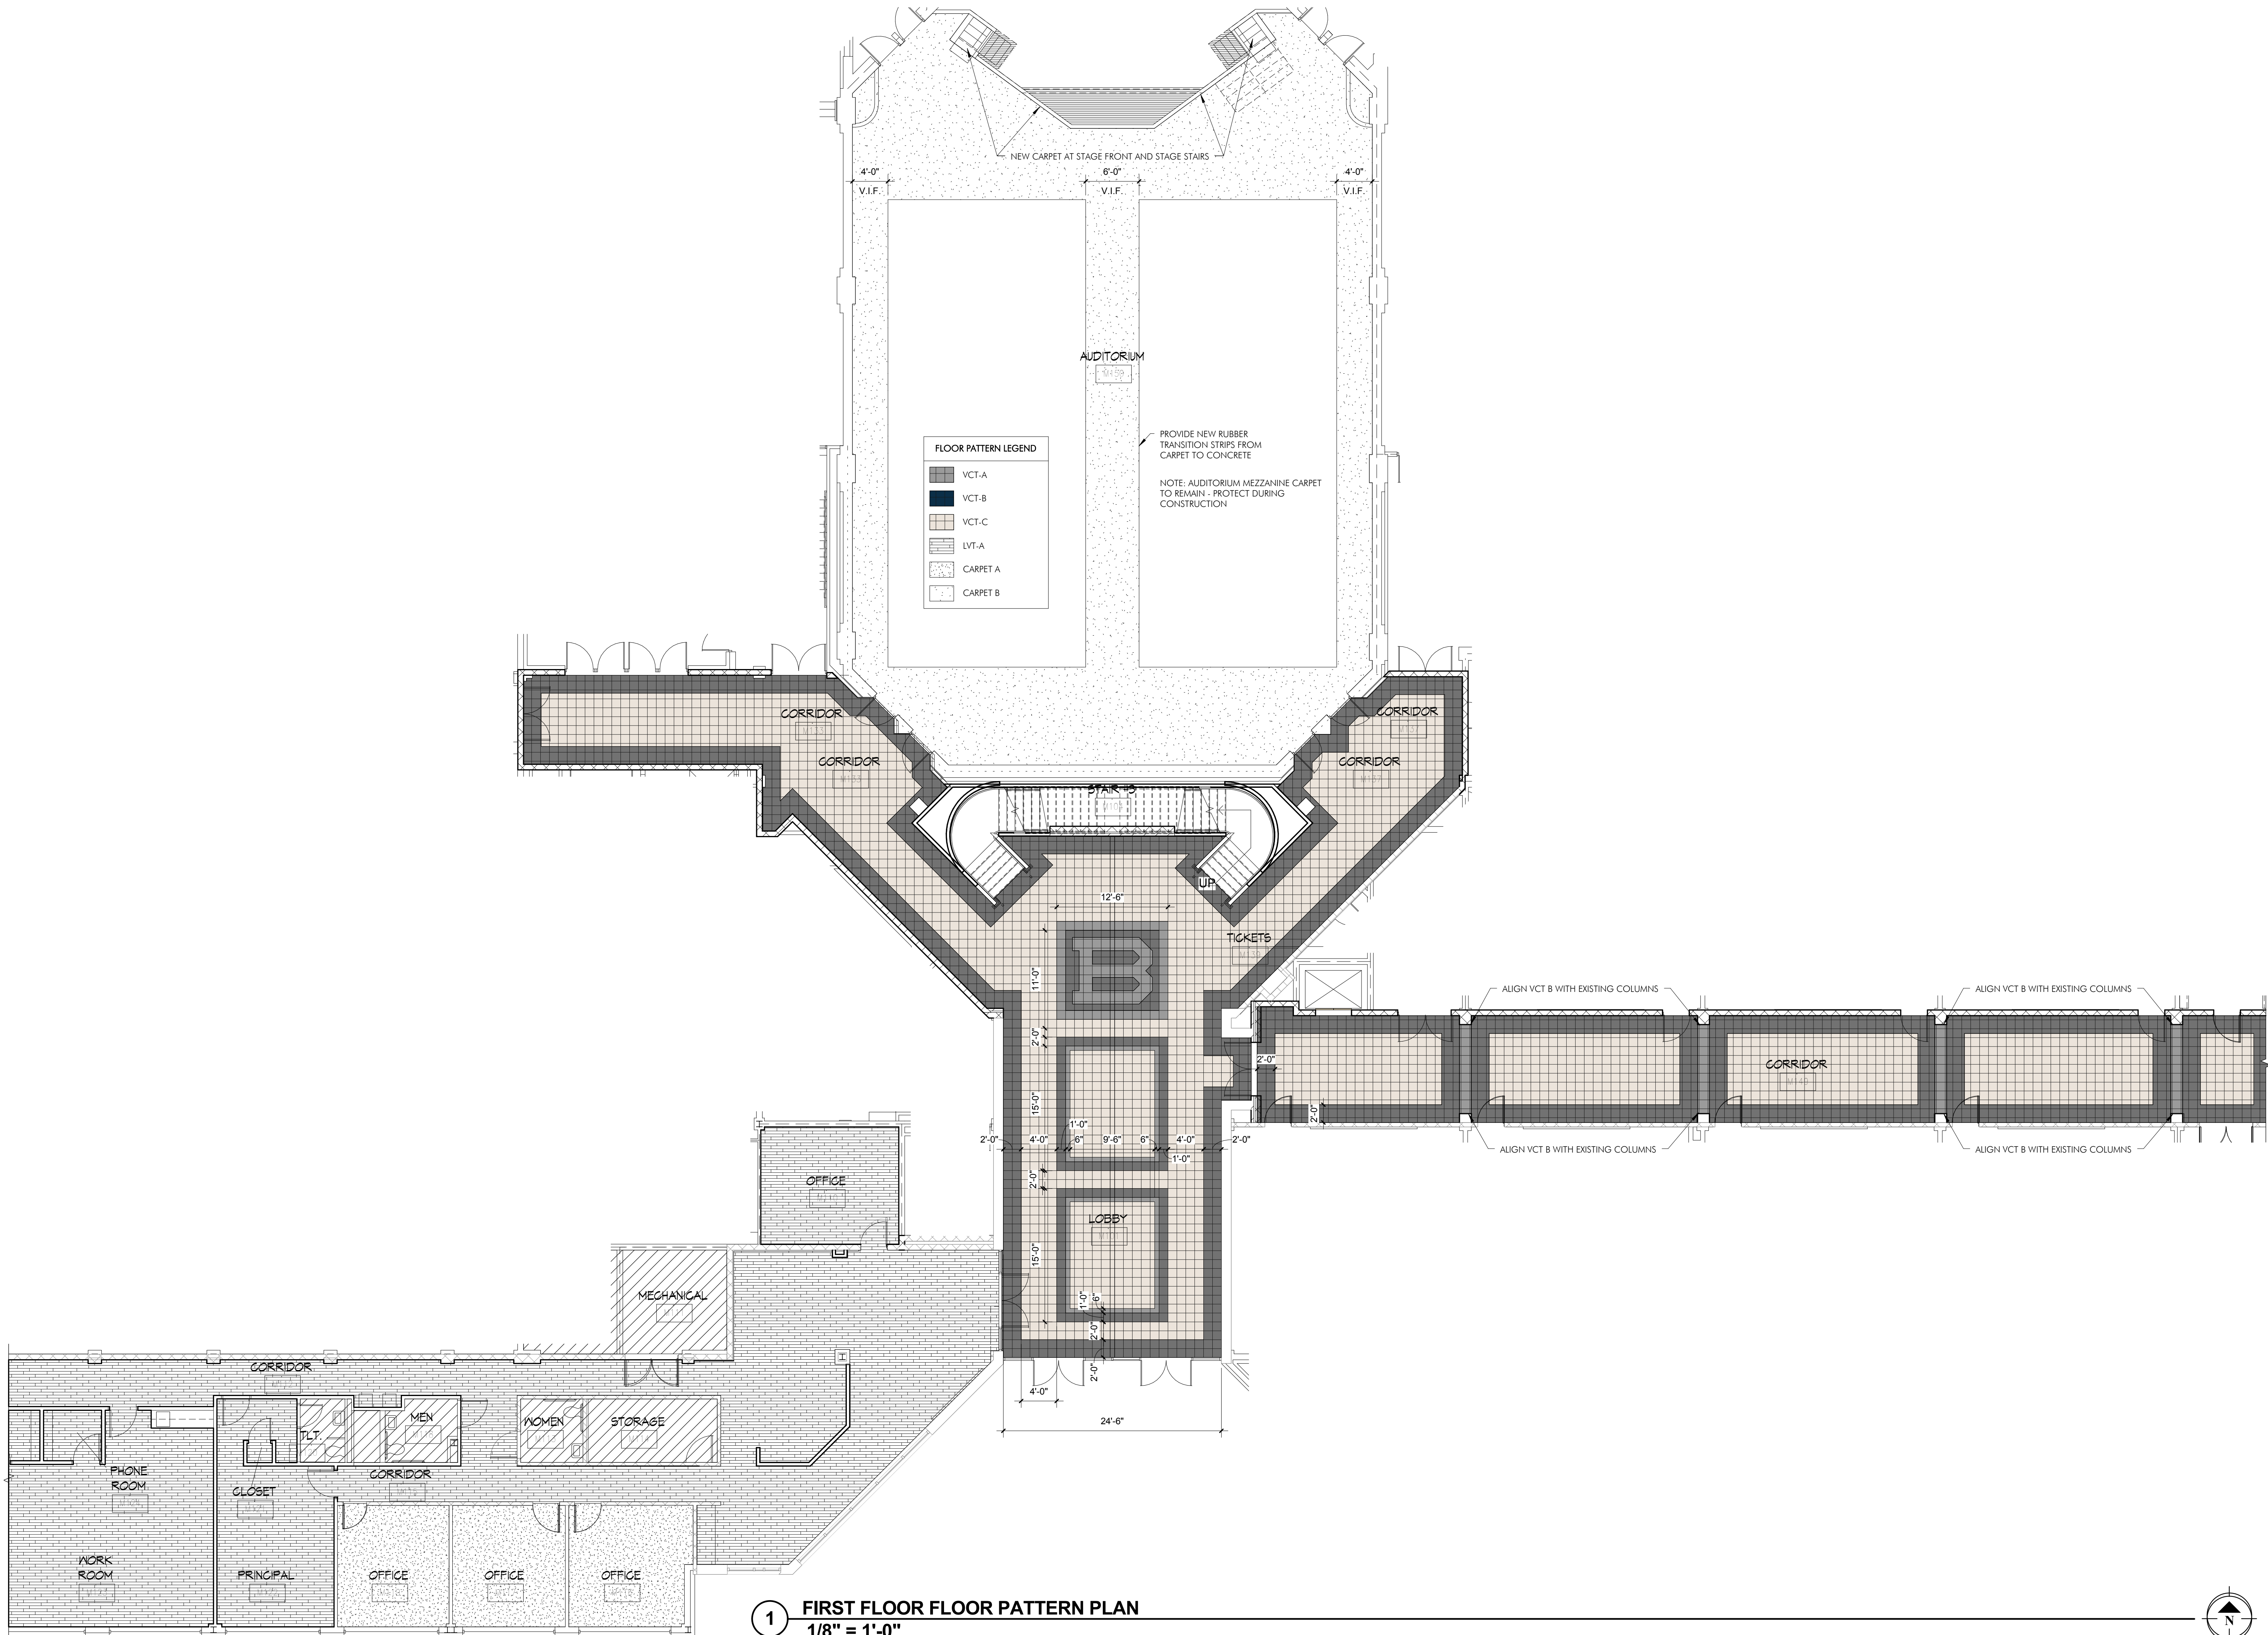 NEW CARPET AT STAGE FRONT AND STAGE STAIRS
4'-0"
6'-0"
4'-0"
V.I.F.
V.I.F.
V.I.F.
AUDITORIUM
FLOOR PATTERN LEGEND
VCT-A
VCT-B
VCT-C
LVT-A
CARPET A
CARPET B
PROVIDE NEW RUBBER
TRANSITION STRIPS FROM
CARPET TO CONCRETE
NOTE: AUDITORIUM MEZZANINE CARPET
TO REMAIN - PROTECT DURING
CONSTRUCTION
CORRIDOR
CORRIDOR
CORRIDOR
CORRIDOR
STAIR #3
UP
12'-6"
B
TICKETS
11'-0"
2'-0"
ALIGN VCT B WITH EXISTING COLUMNS
ALIGN VCT B WITH EXISTING COLUMNS
2'-0"
CORRIDOR
2'-0"
ALIGN VCT B WITH EXISTING COLUMNS
ALIGN VCT B WITH EXISTING COLUMNS
15'-0"
1'-0"
2'-0"
4'-0"
6"
9'-6"
6"
4'-0"
2'-0"
1'-0"
2'-0"
OFFICE
LOBBY
15'-0"
1'-0"
6"
2'-0"
2'-0"
4'-0"
24'-6"
MECHANICAL
CORRIDOR
MEN
WOMEN
STORAGE
TLT.
CORRIDOR
PHONE
ROOM
CLOSET
WORK
ROOM
PRINCIPAL
OFFICE
OFFICE
OFFICE
1
FIRST FLOOR FLOOR PATTERN PLAN
1/8" = 1'-0"
N